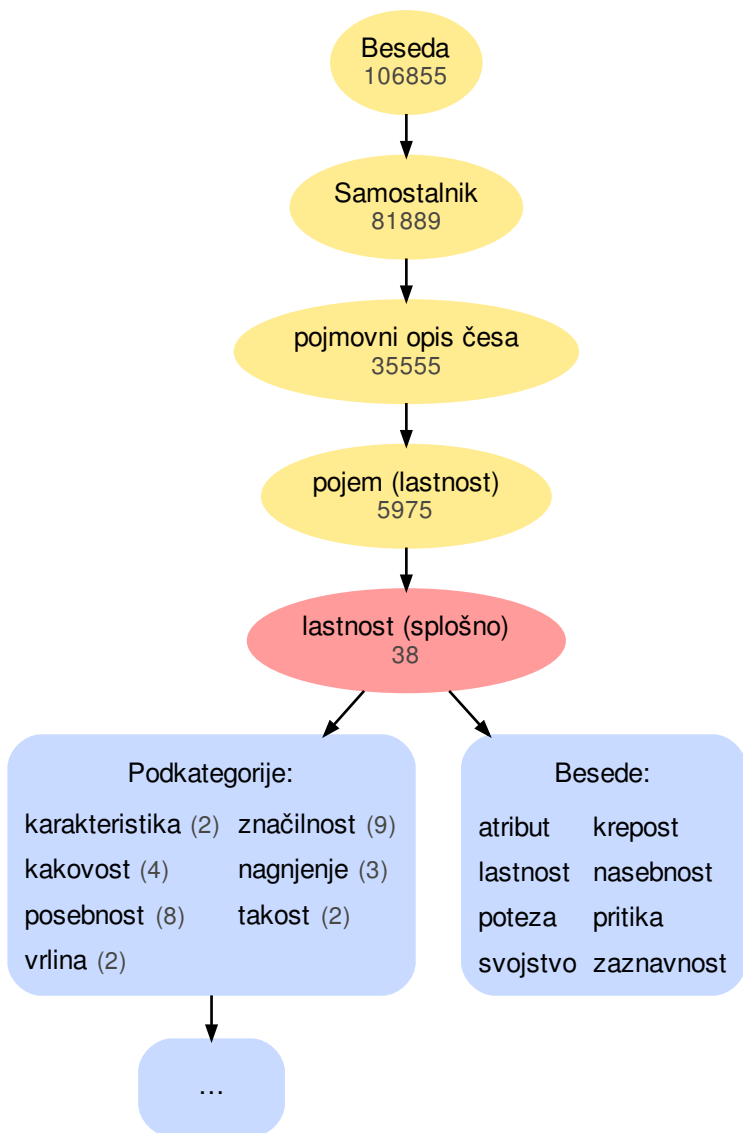 Beseda
106855
Samostalnik
81889
pojmovni opis česa
35555
pojem (lastnost)
5975
lastnost (splošno)
38
Podkategorije:
karakteristika (2) značilnost (9)
kakovost (4) nagnjenje (3)
posebnost (8) takost (2)
vrlina (2)
Besede:
atribut krepost
lastnost nasebnost
poteza pritika
svojstvo zaznavnost
...